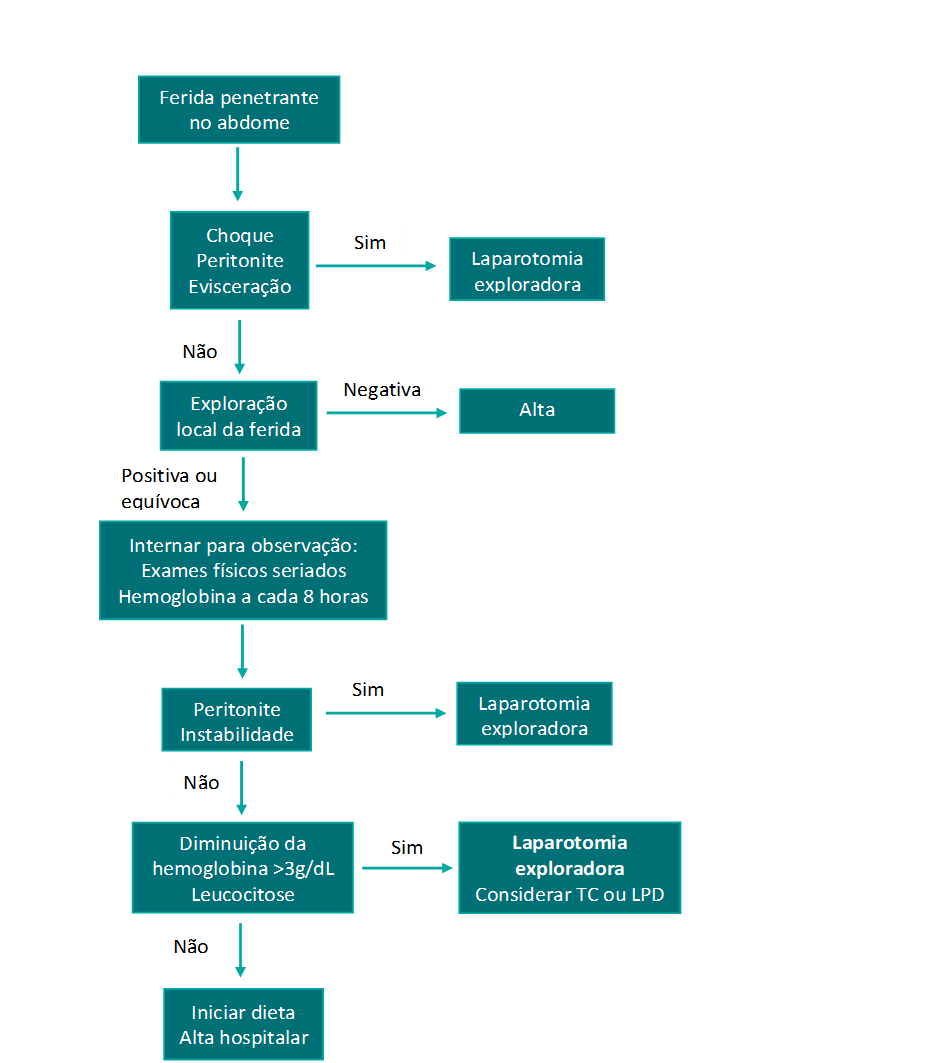 Ferida penetrante
no abdome
Choque
Peritonite
Evisceração
Sim
Laparotomia
exploradora
Não
Exploração
local da ferida
Negativa
Alta
Positiva ou
equívoca
Internar para observação:
Exames físicos seriados
Hemoglobina a cada 8 horas
Peritonite
Instabilidade
Sim
Laparotomia
exploradora
Não
Diminuição da
hemoglobina >3g/dL
Leucocitose
Sim
Laparotomia
exploradora
Considerar TC ou LPD
Não
Iniciar dieta
Alta hospitalar